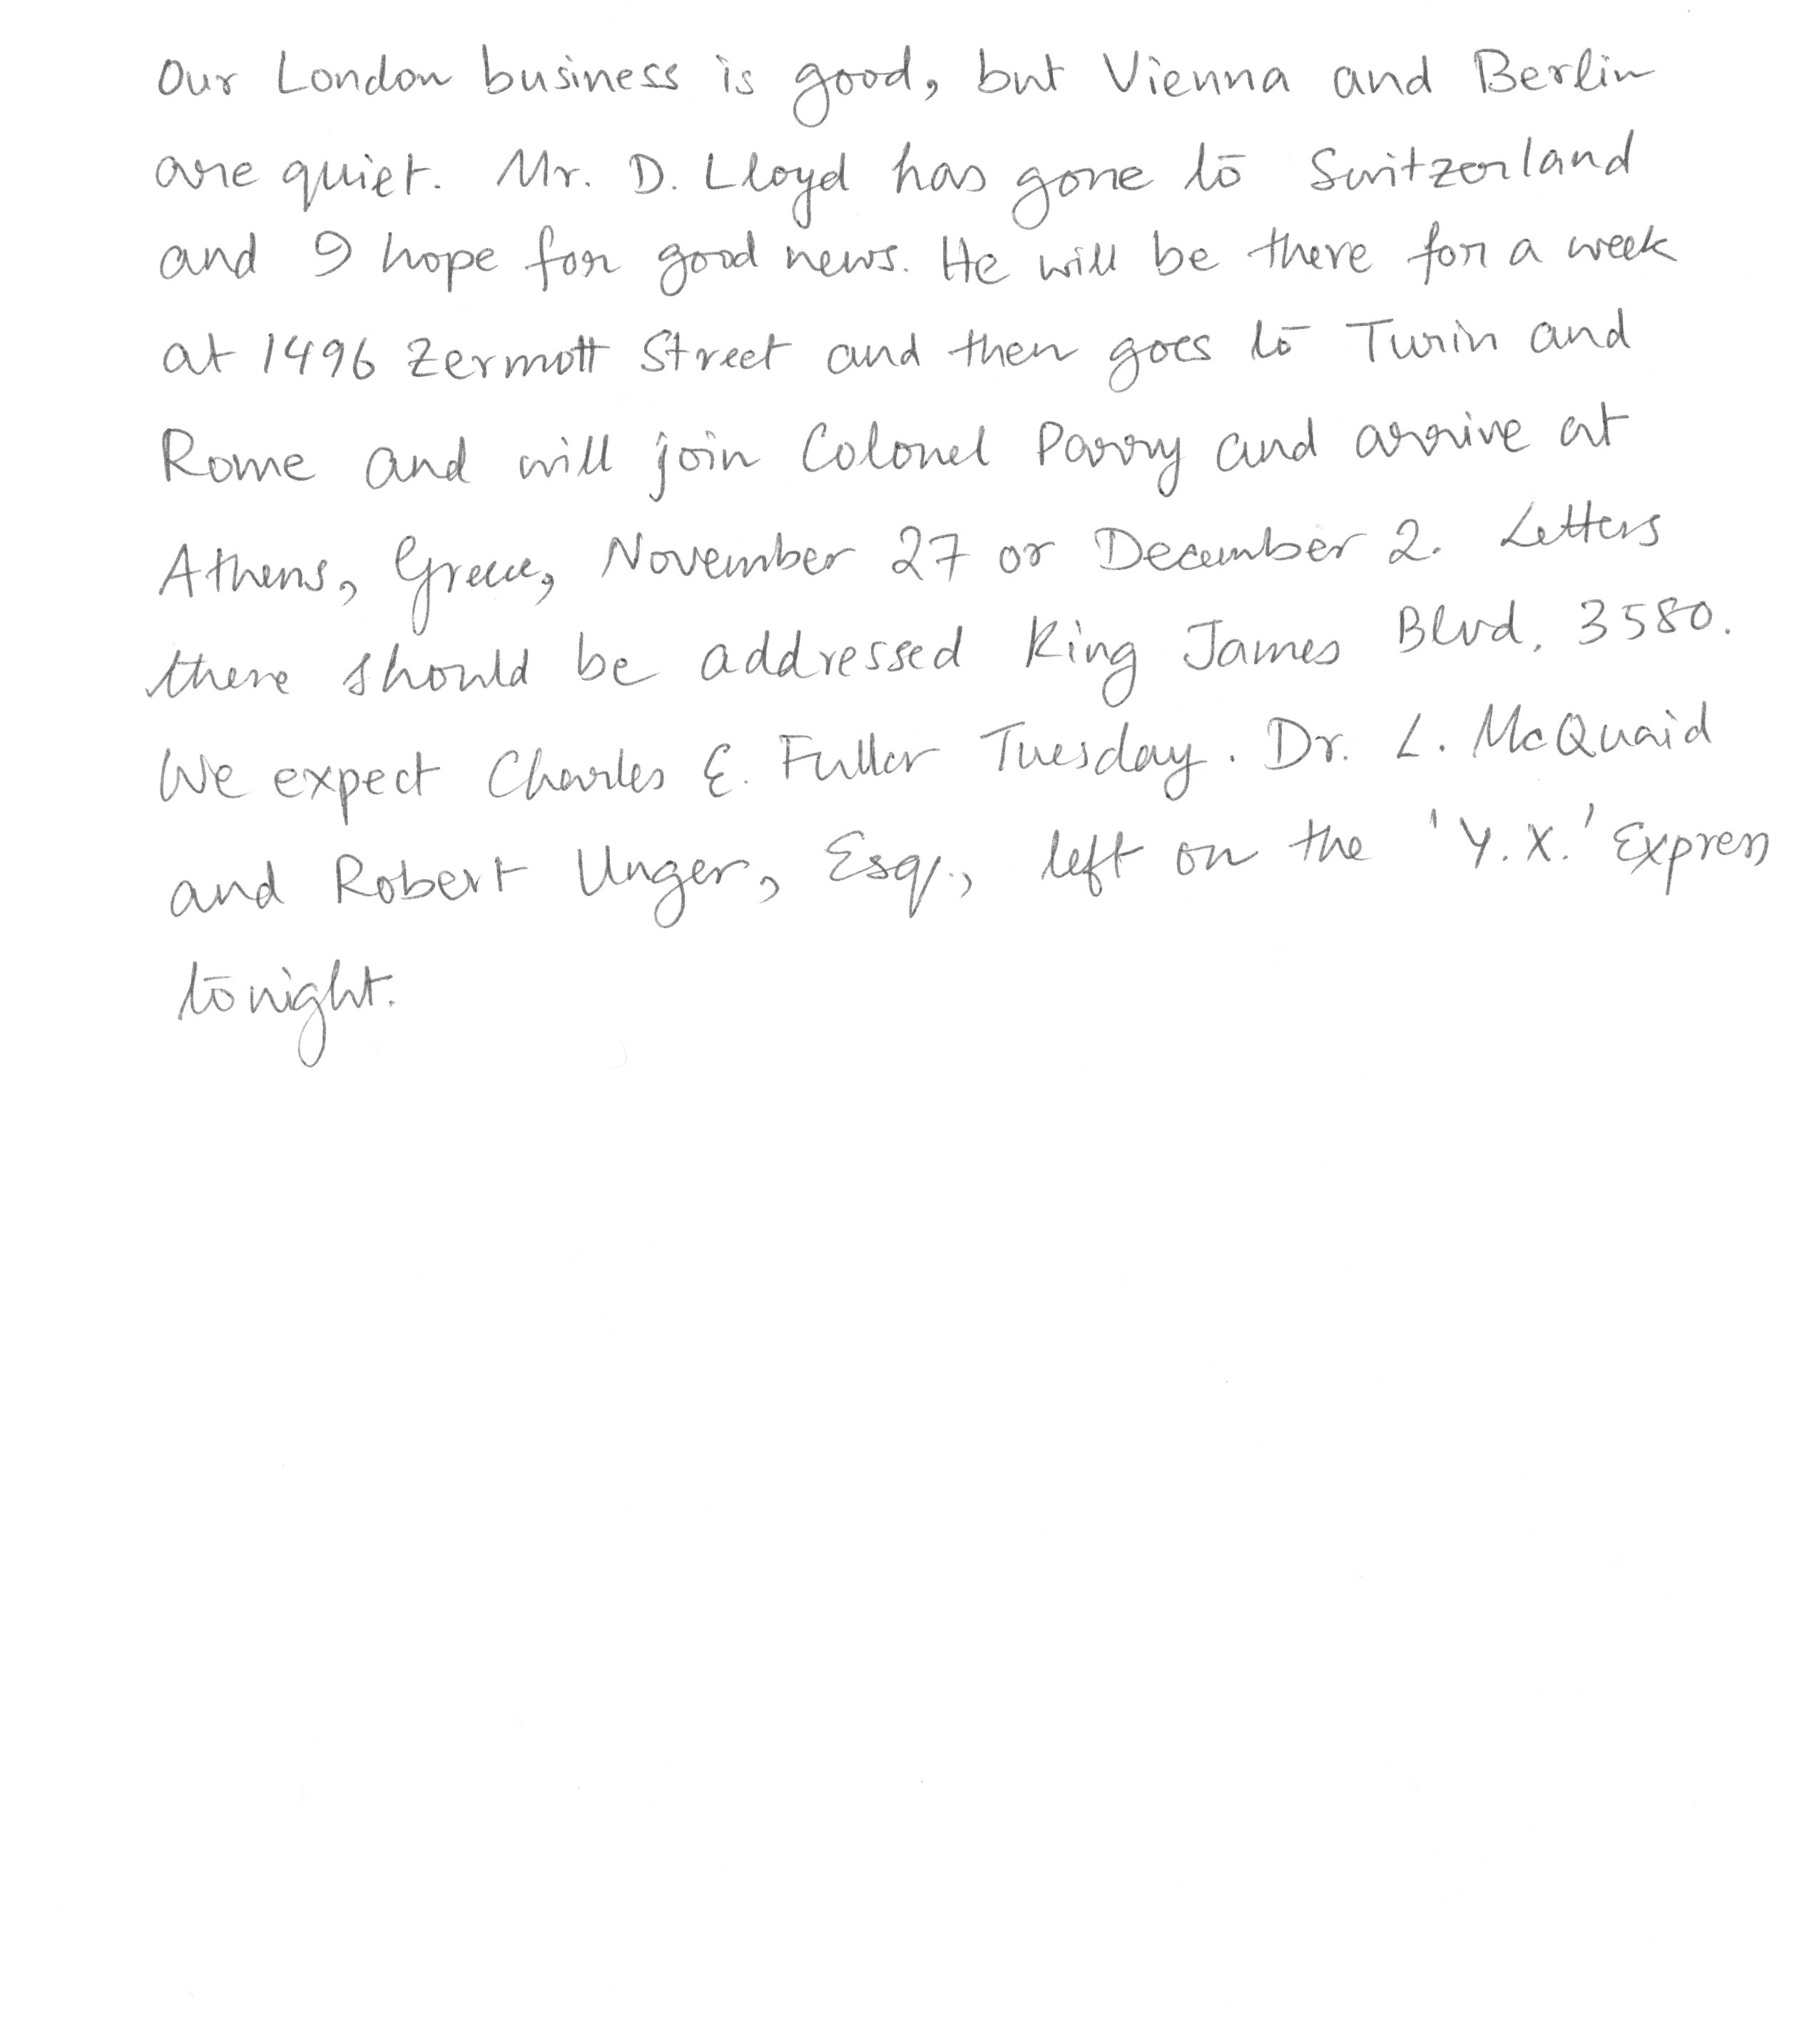 Our London business is good, but Vienna and Berlin
are quiet. Mr. D. Lloyd has gone to Switzerland
and I hope for good news. He will be there for a week
at 1496 Zermott Street and then goes to Turin and
Rome and will join Colonel Parry and arrive at
Athens, Greece, November 27 or December 2. Letters
there should be addressed King James Blvd. 3580.
We expect Charles E. Fuller Tuesday. Dr. L. McQuaid
and Robert Unger, Esq., left on the 'Y.X.' Express
tonight.